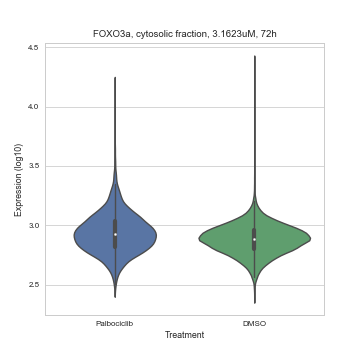 FOXO3a, cytosolic fraction, 3.1623uM, 72h
4.5
4.0
3.5
3.0
2.5
Expression (log10)
Palbociclib
DMSO
Treatment